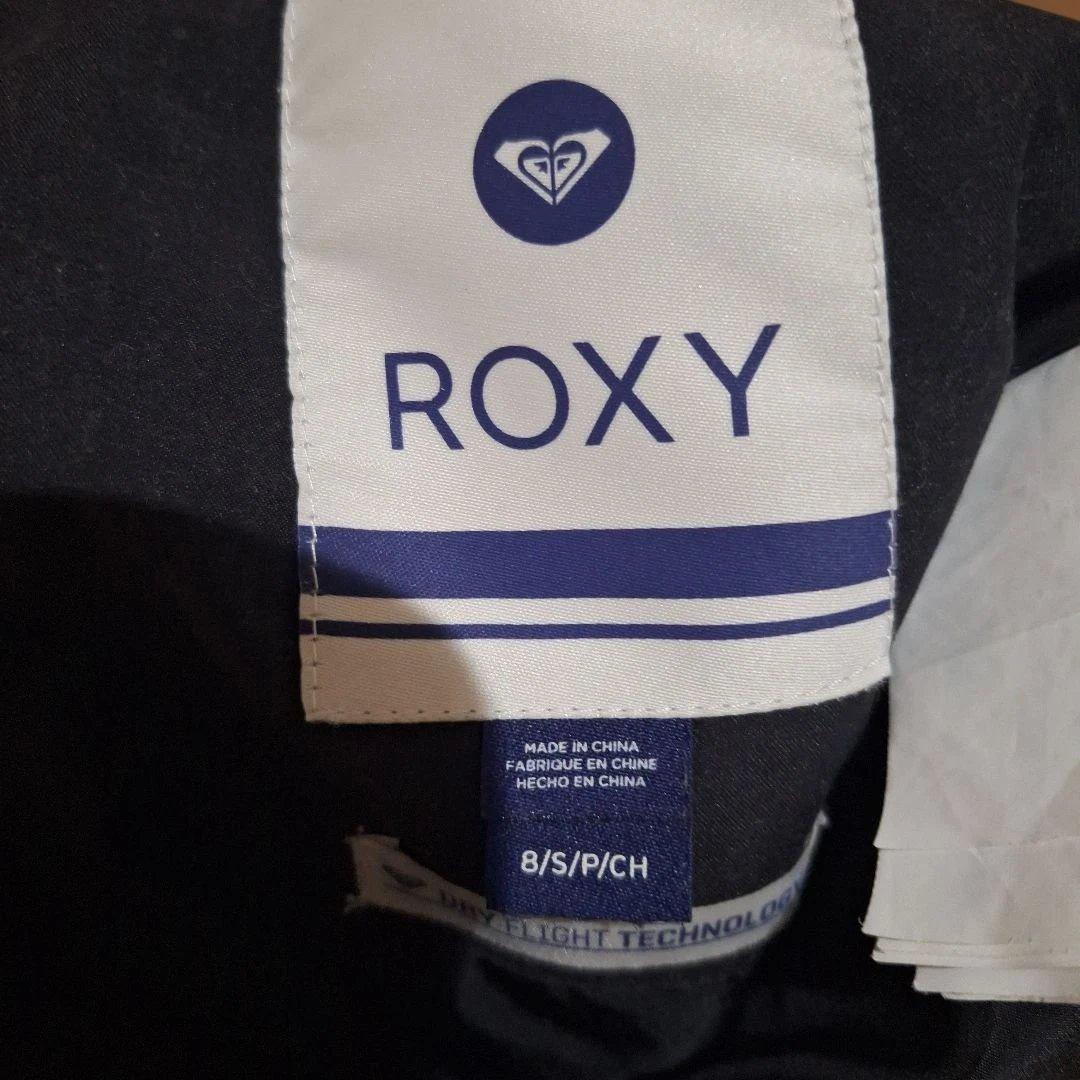 ROXY
MADE IN CHINA
FABRIQUE EN CHINE
HECHO EN CHINA
8/S/P/CH
DRY FLIGHT TECHNOLOGY